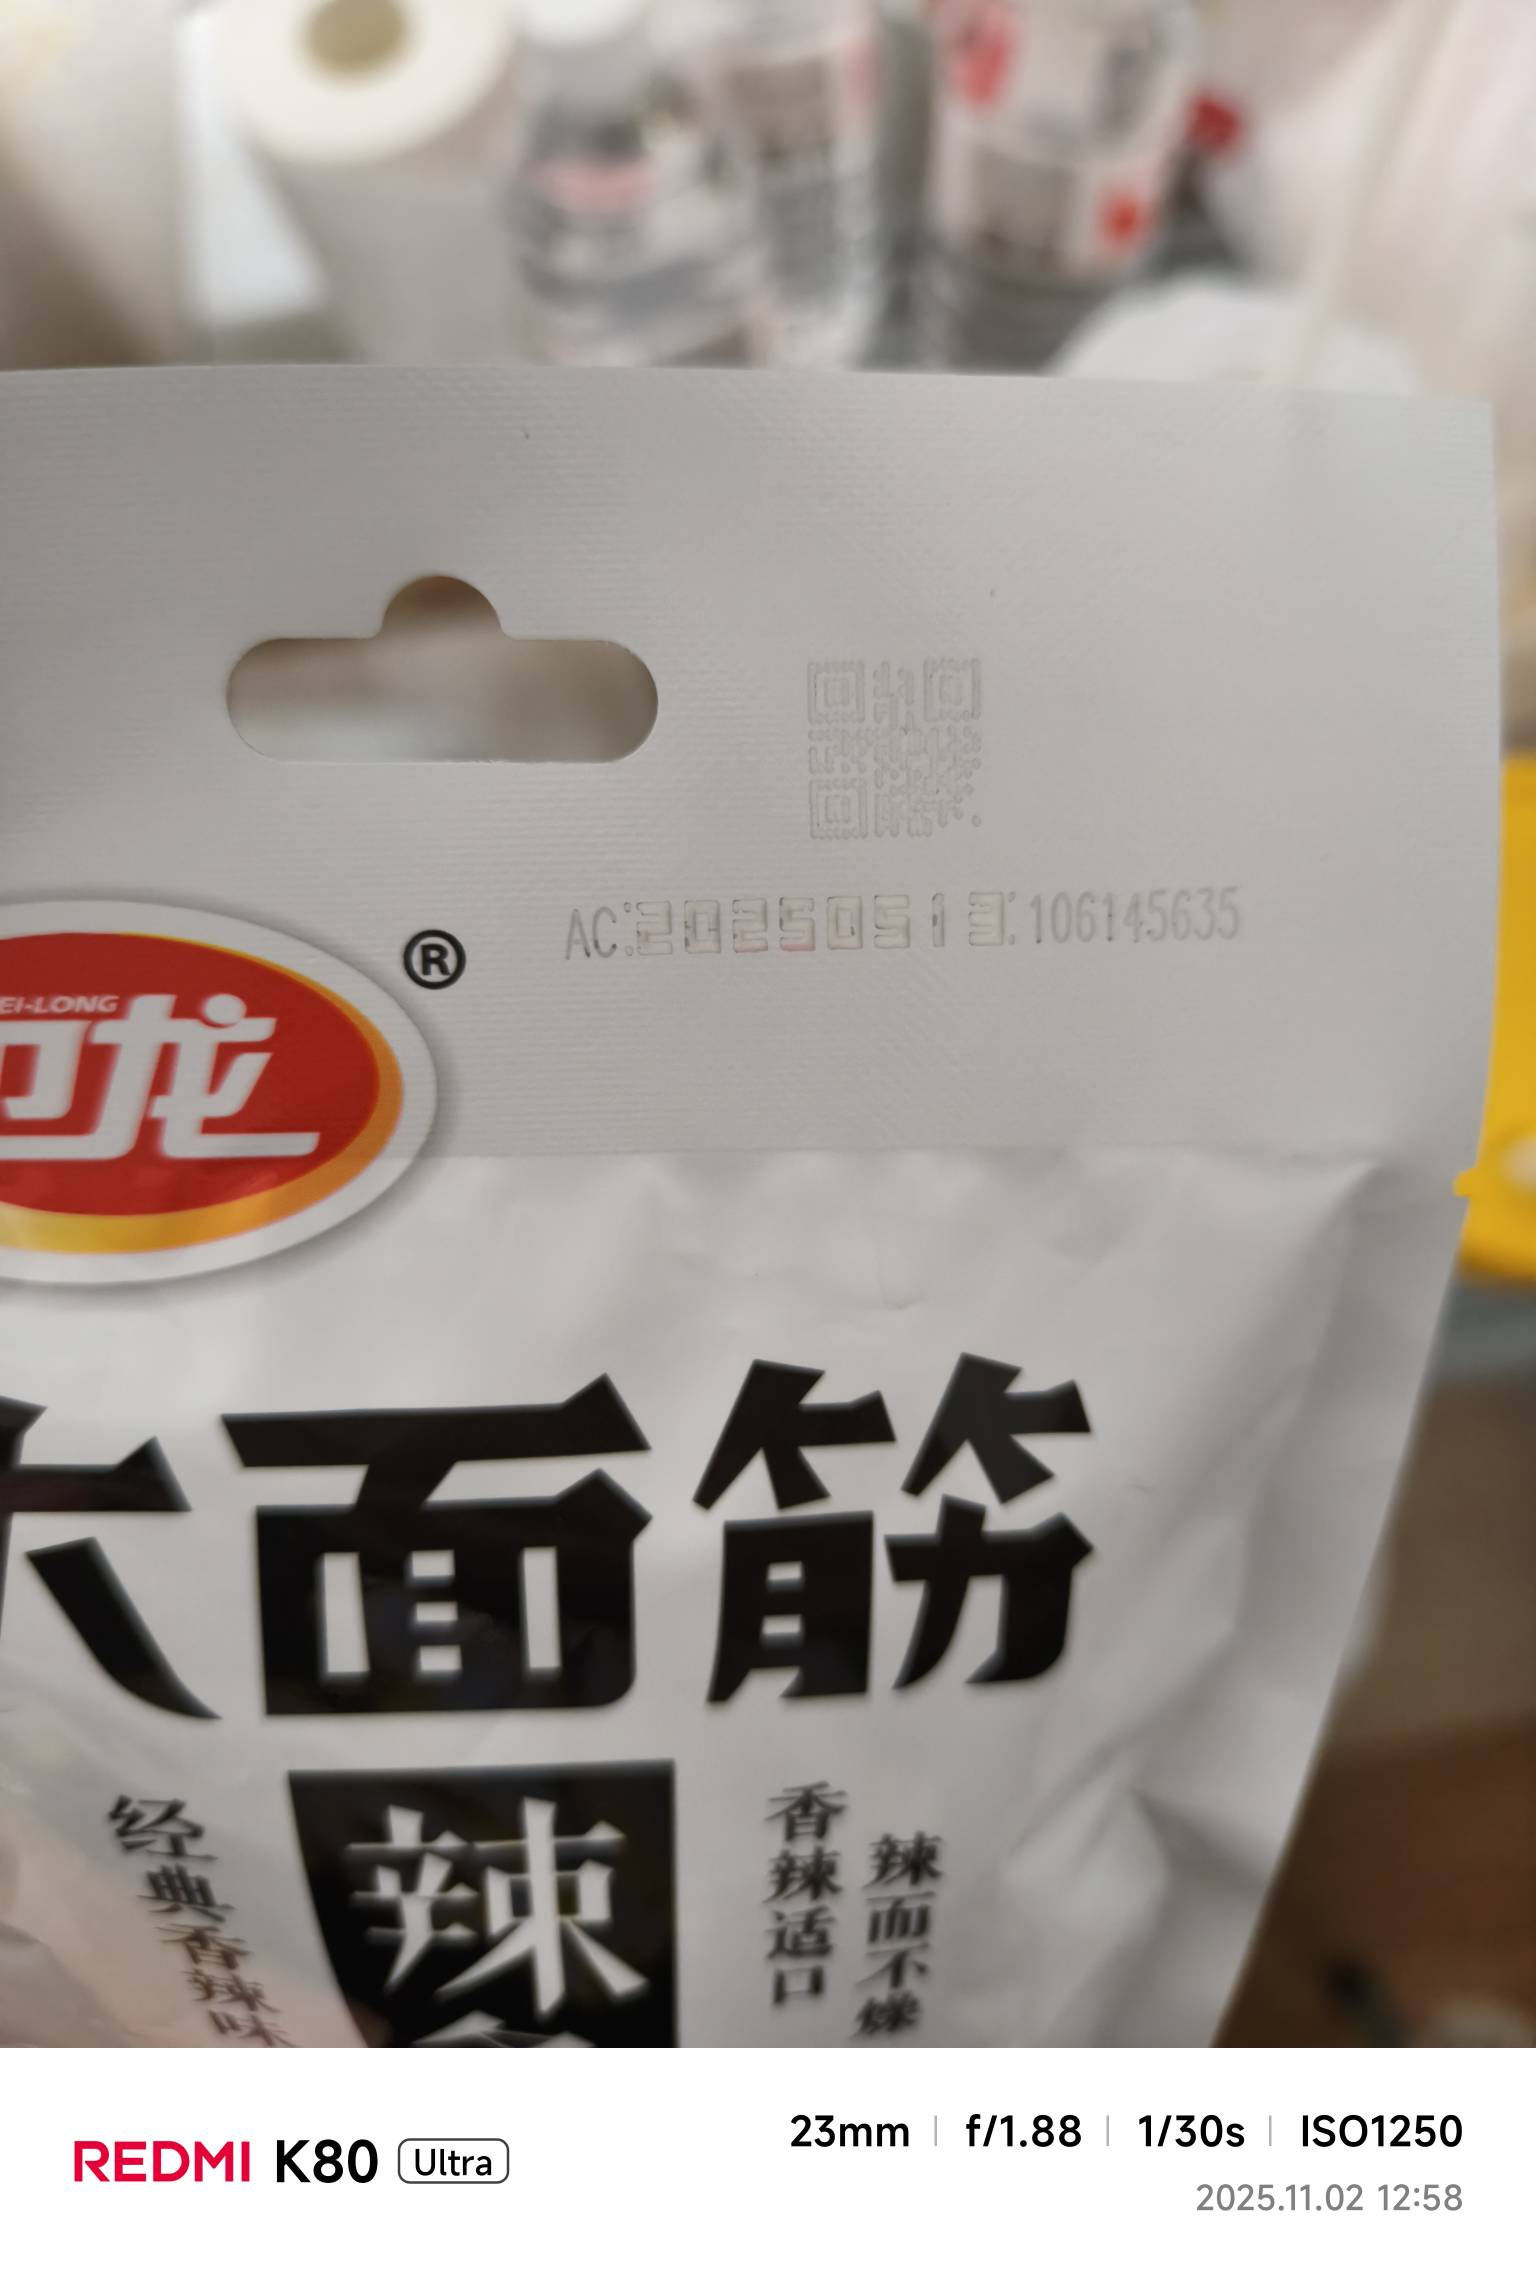 AC:20250513:106145635
®
EI-LONG
龙
大面筋
辣
经典香辣味
香辣适口
辣而不燥
REDMI K80 Ultra
23mm | f/1.88 | 1/30s | ISO1250
2025.11.02 12:58